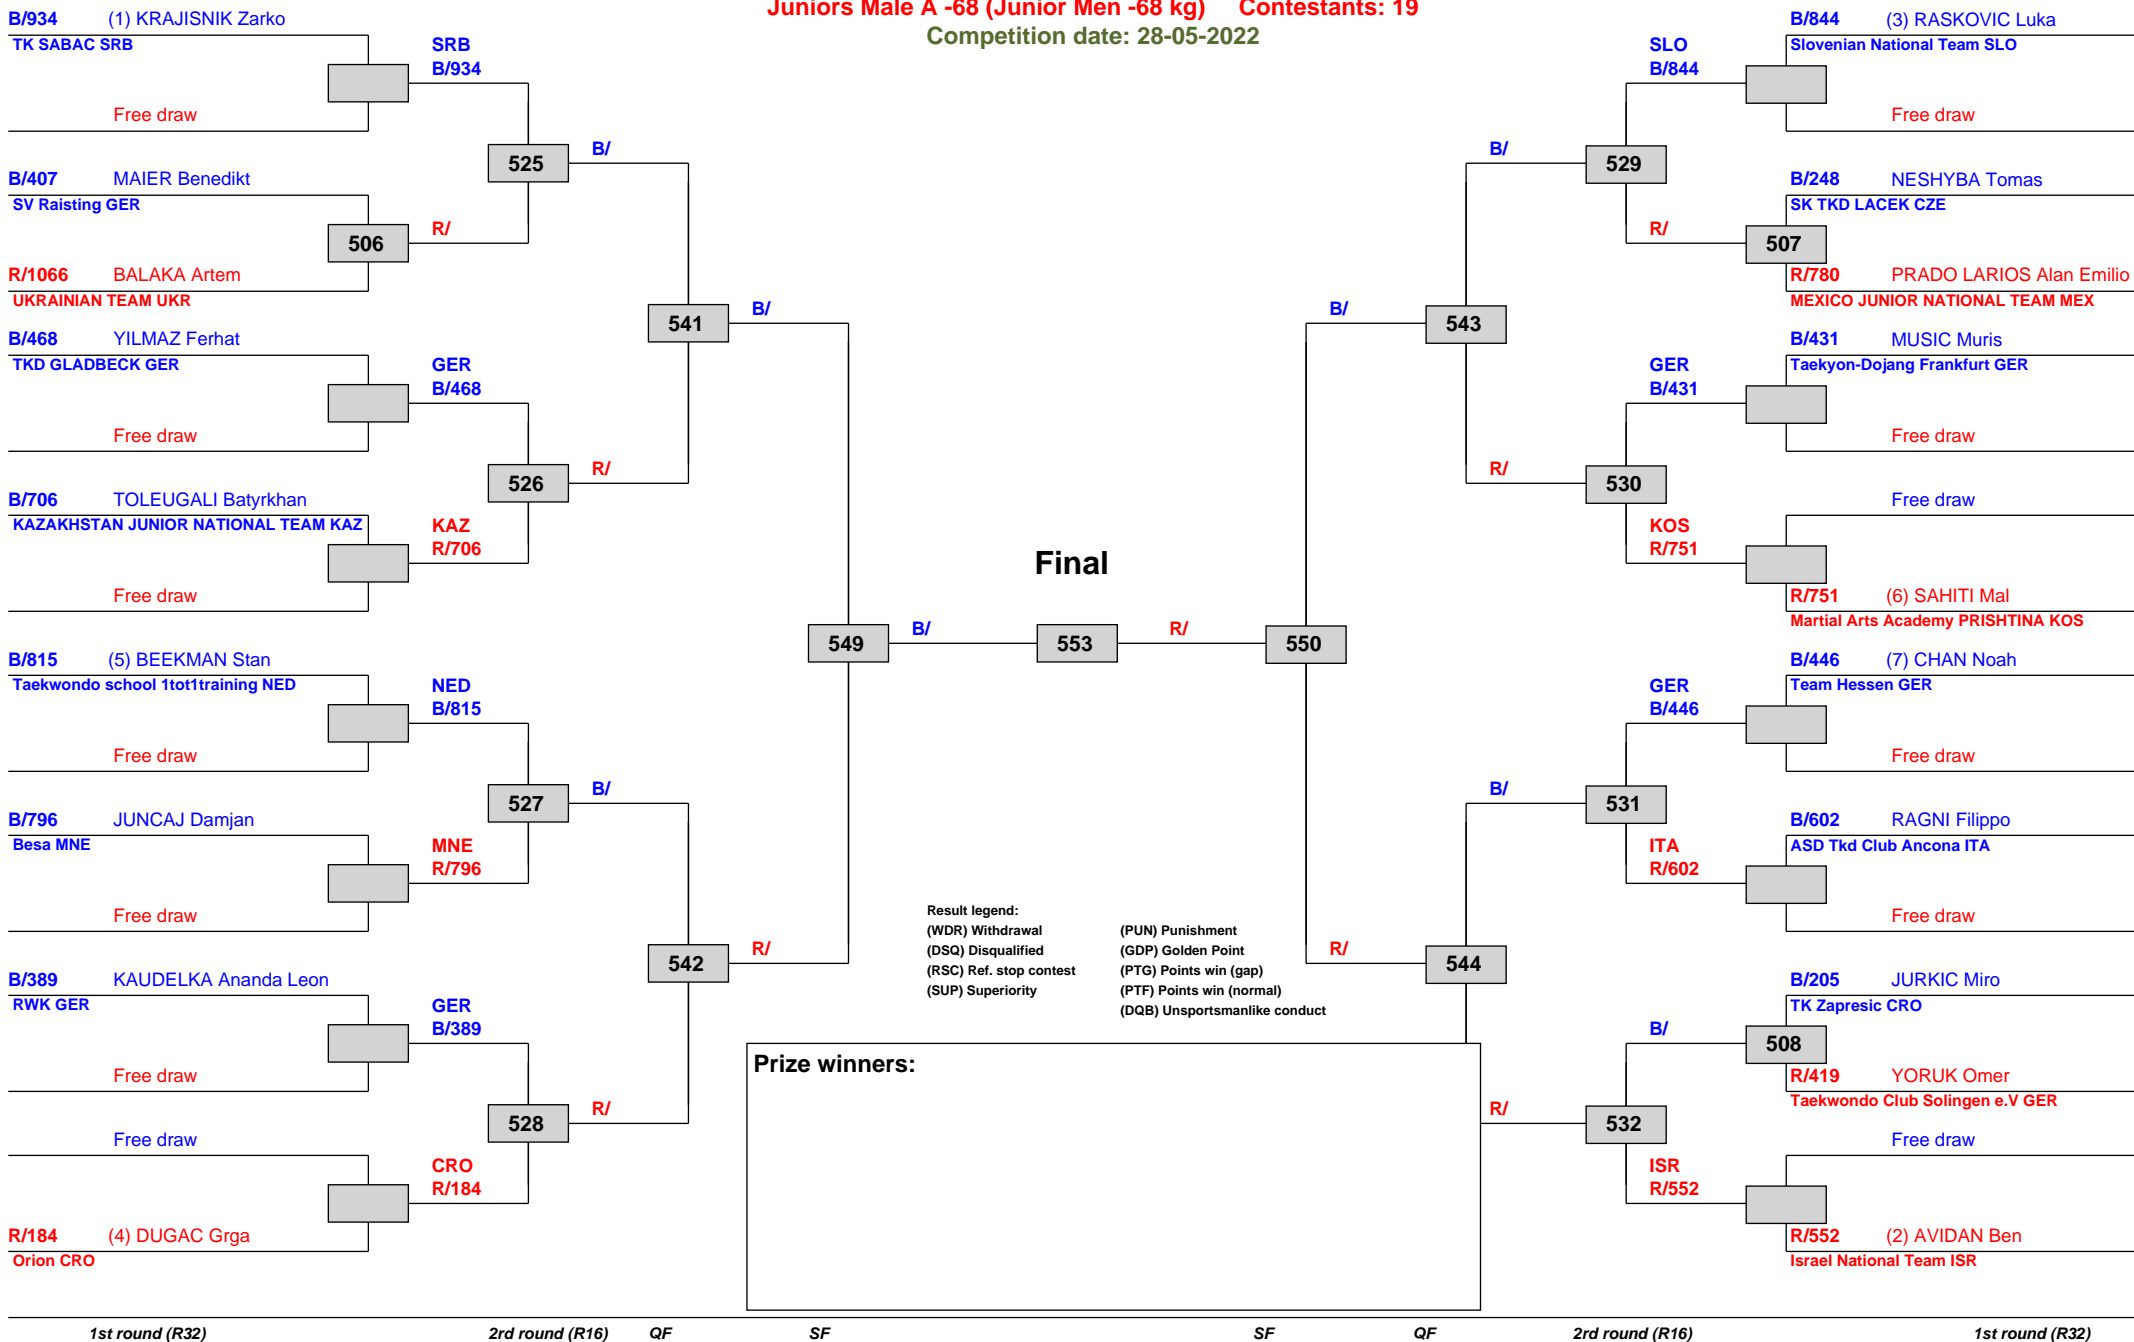 Juniors Male A -68 (Junior Men -68 kg) Contestants: 19
Competition date: 28-05-2022
B/934 (1) KRAJISNIK Zarko
TK SABAC SRB
SRB
B/934
Free draw
525
B/
B/407 MAIER Benedikt
SV Raisting GER
506
R/
R/1066 BALAKA Artem
UKRAINIAN TEAM UKR
541
B/
B/468 YILMAZ Ferhat
TKD GLADBECK GER
GER
B/468
Free draw
526
R/
B/706 TOLEUGALI Batyrkhan
KAZAKHSTAN JUNIOR NATIONAL TEAM KAZ
KAZ
R/706
Free draw
549
B/
B/815 (5) BEEKMAN Stan
Taekwondo school 1tot1training NED
NED
B/815
Free draw
527
B/
B/796 JUNCAJ Damjan
Besa MNE
MNE
R/796
Free draw
542
R/
B/389 KAUDELKA Ananda Leon
RWK GER
GER
B/389
Free draw
528
R/
Free draw
CRO
R/184
R/184 (4) DUGAC Grga
Orion CRO
Final
553
R/
550
B/844 (3) RASKOVIC Luka
Slovenian National Team SLO
SLO
B/844
Free draw
B/
529
B/248 NESHYBA Tomas
SK TKD LACEK CZE
R/
507
R/780 PRADO LARIOS Alan Emilio
MEXICO JUNIOR NATIONAL TEAM MEX
B/
543
B/431 MUSIC Muris
Taekyon-Dojang Frankfurt GER
GER
B/431
Free draw
R/
530
Free draw
KOS
R/751
R/751 (6) SAHITI Mal
Martial Arts Academy PRISHTINA KOS
B/446 (7) CHAN Noah
Team Hessen GER
GER
B/446
Free draw
B/
531
B/602 RAGNI Filippo
ASD Tkd Club Ancona ITA
ITA
R/602
Free draw
R/
544
B/205 JURKIC Miro
TK Zapresic CRO
B/
508
R/419 YORUK Omer
Taekwondo Club Solingen e.V GER
R/
532
Free draw
ISR
R/552
R/552 (2) AVIDAN Ben
Israel National Team ISR
Result legend:
(WDR) Withdrawal (PUN) Punishment
(DSQ) Disqualified (GDP) Golden Point
(RSC) Ref. stop contest (PTG) Points win (gap)
(SUP) Superiority (PTF) Points win (normal)
(DQB) Unsportsmanlike conduct
Prize winners:
1st round (R32) 2rd round (R16) QF SF SF QF 2rd round (R16) 1st round (R32)